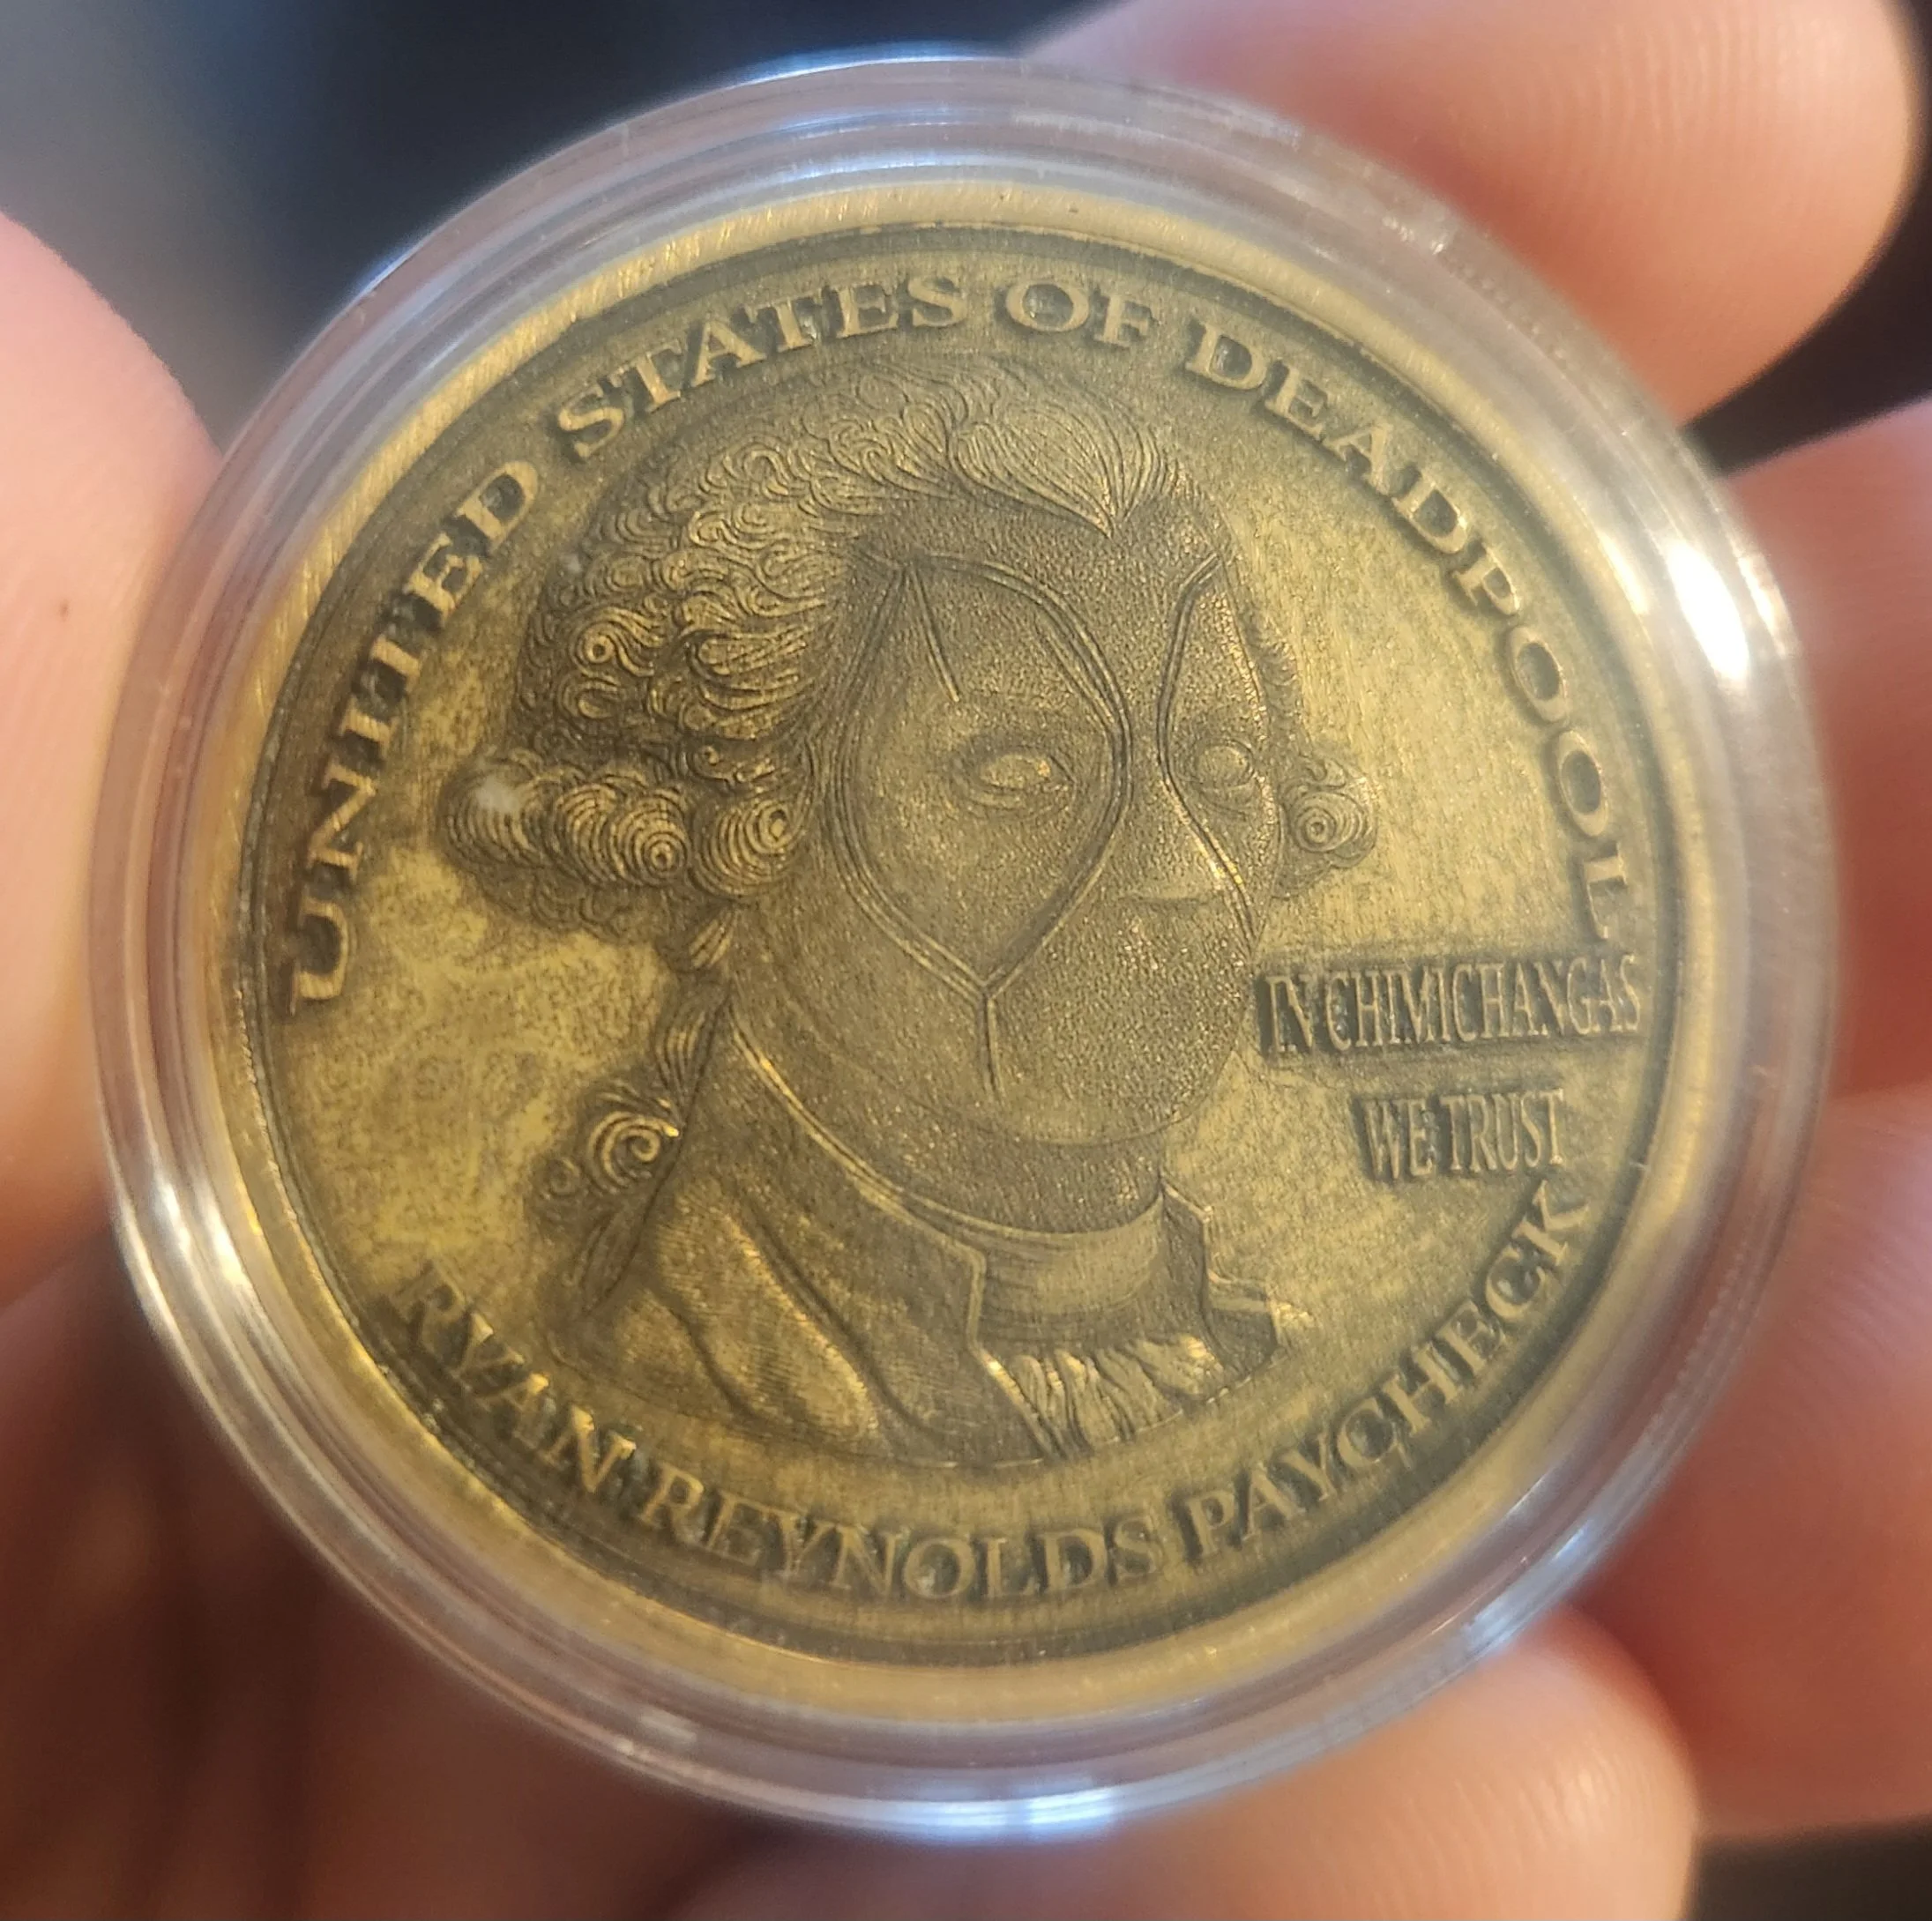 UNITED STATES OF DEADPOOL
IN CHIMICHANGAS
WE TRUST
RYAN REYNOLDS PAYCHECK